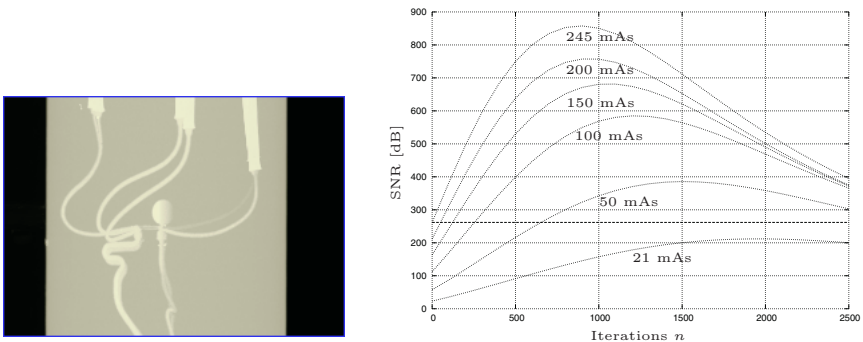 900
800
700
600
500
400
300
200
100
0
SNR [dB]
245 mAs
200 mAs
150 mAs
100 mAs
50 mAs
21 mAs
0
500
1000
1500
2000
2500
Iterations n